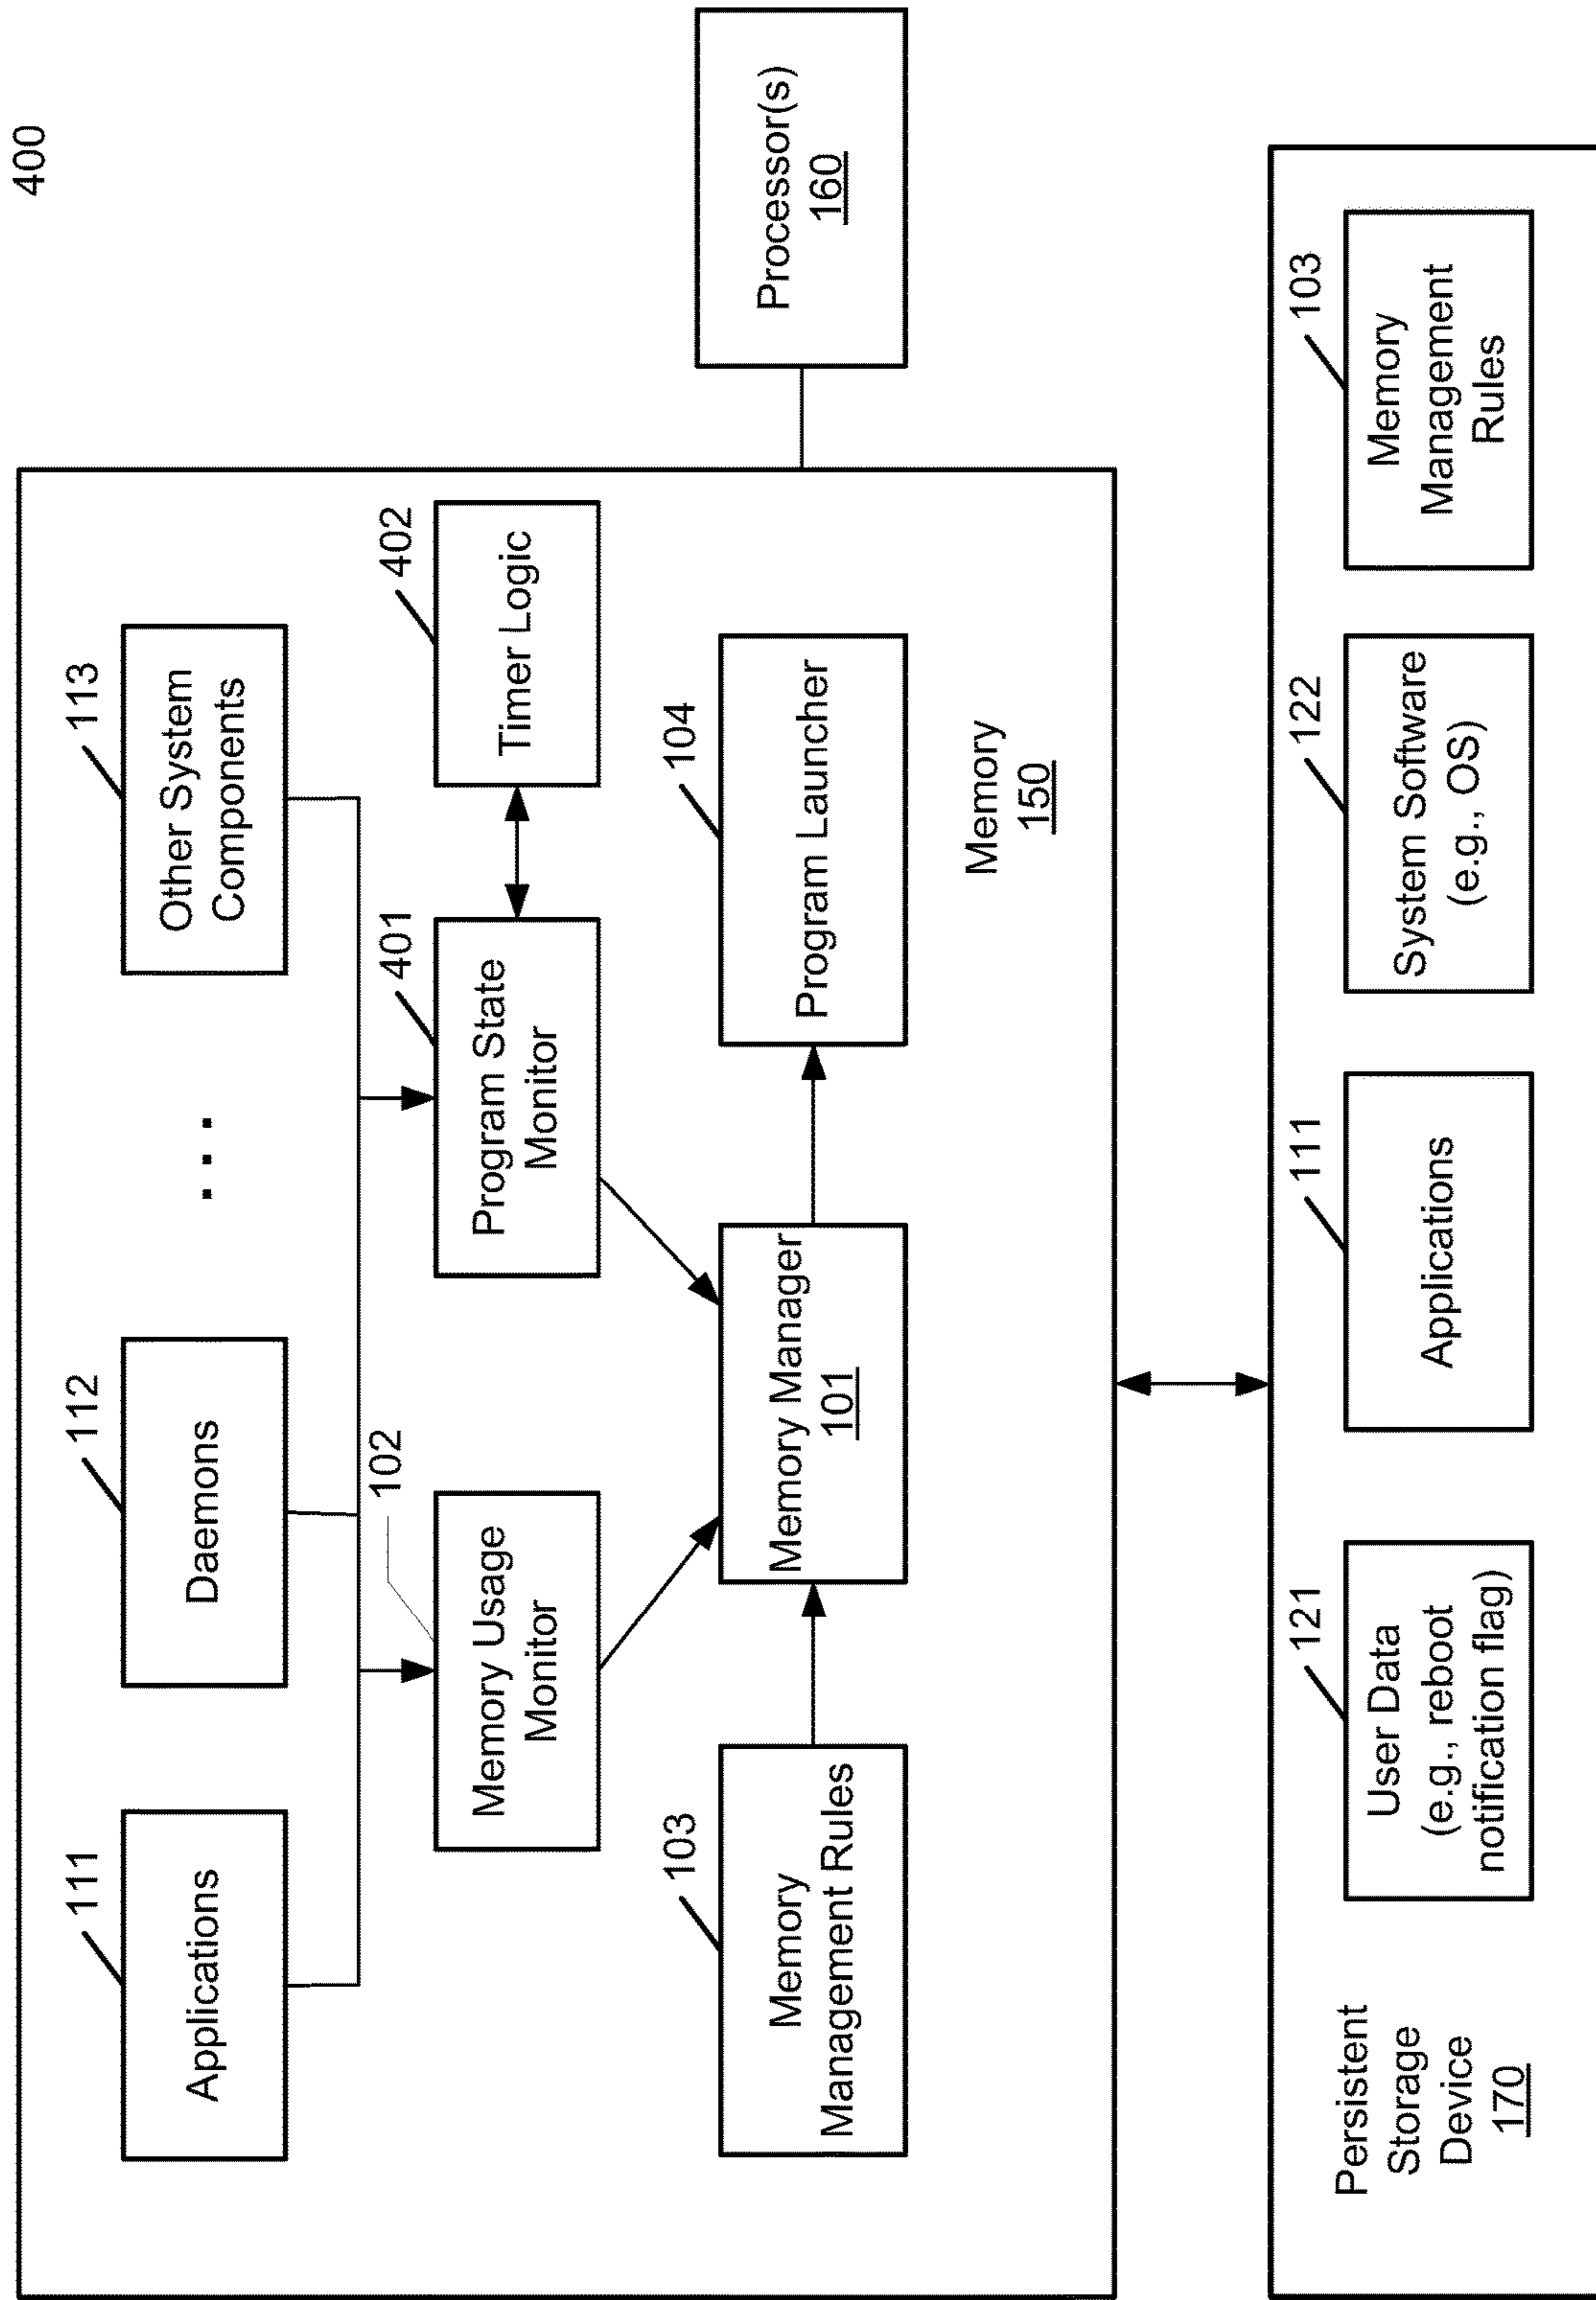 400
111
Applications
112
Daemons
. . .
113
Other System
Components
102
Memory Usage
Monitor
401
Program State
Monitor
402
Timer Logic
103
Memory
Management Rules
Memory Manager
101
104
Program Launcher
Memory
150
Processor(s)
160
Persistent
Storage
Device
170
121
User Data
(e.g., reboot
notification flag)
111
Applications
122
System Software
(e.g., OS)
103
Memory
Management
Rules